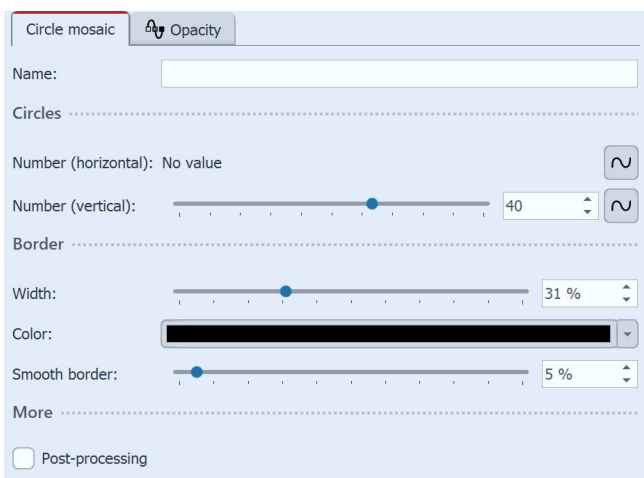 Circle mosaic Opacity
Name:
Circles
Number (horizontal): No value
Number (vertical): 40
Border
Width: 31 %
Color:
Smooth border: 5 %
More
Post-processing